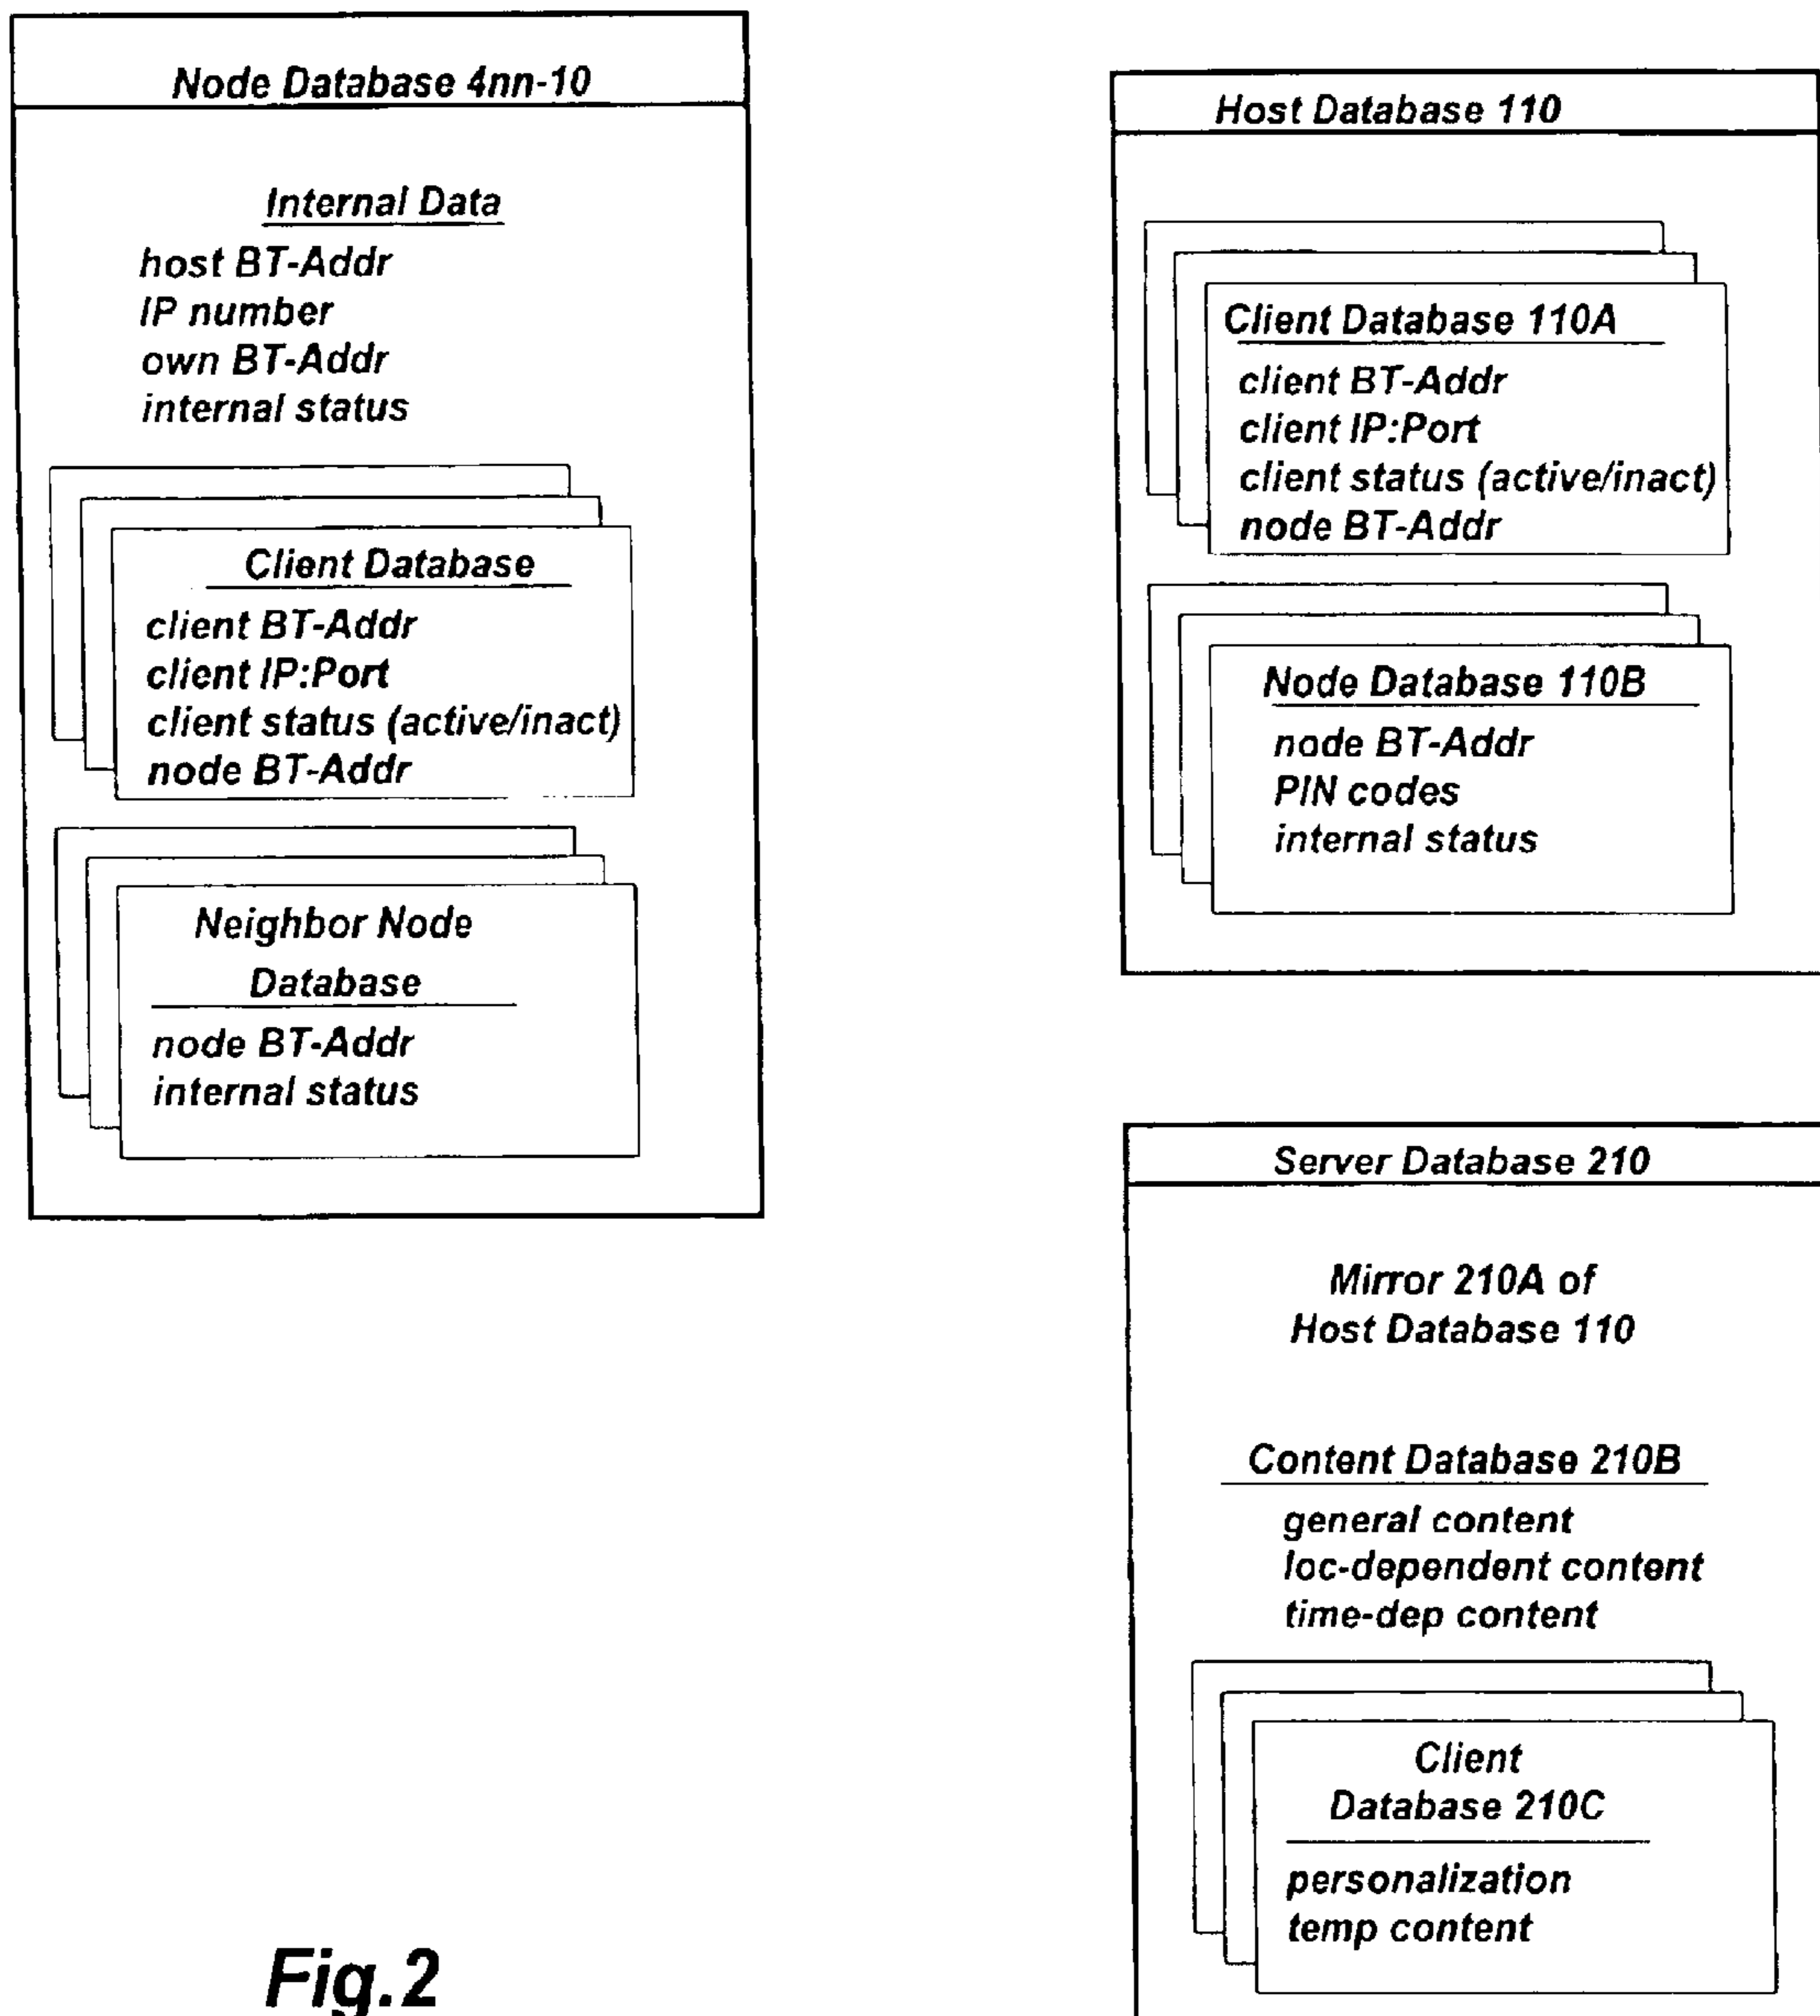 Node Database 4nn-10
Internal Data
host BT-Addr
IP number
own BT-Addr
internal status
Client Database
client BT-Addr
client IP:Port
client status (active/inact)
node BT-Addr
Neighbor Node
Database
node BT-Addr
internal status
Host Database 110
Client Database 110A
client BT-Addr
client IP:Port
client status (active/inact)
node BT-Addr
Node Database 110B
node BT-Addr
PIN codes
internal status
Server Database 210
Mirror 210A of
Host Database 110
Content Database 210B
general content
loc-dependent content
time-dep content
Client
Database 210C
personalization
temp content
Fig.2